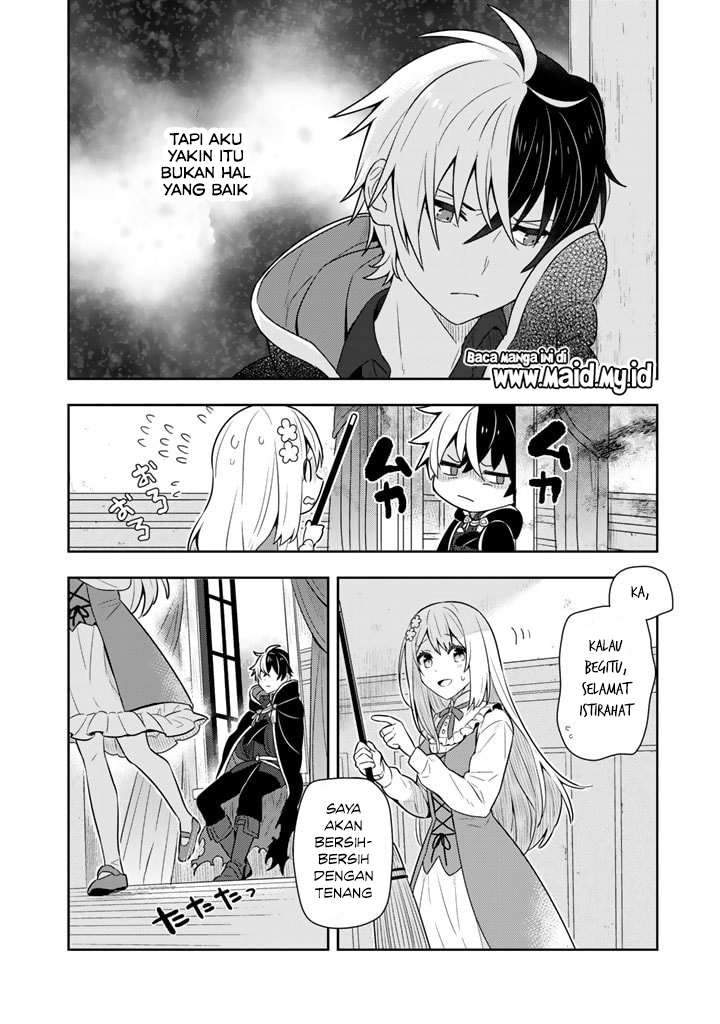 TAPI AKU
YAKIN ITU
BUKAN HAL
YANG BAIK
Baca manga ini di
www.Maid.my.id
おろ
おろ
ムカ
ムカ
KA,
KALAU
BEGITU,
SELAMAT
ISTIRAHAT
SAYA
AKAN
BERSIH-
BERSIH
DENGAN
TENANG
たたたっ